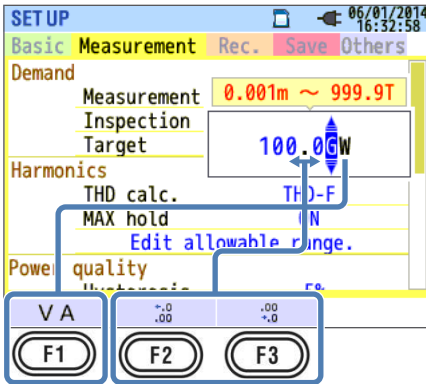 SET UP 06/01/2014
16:32:58
Basic Measurement Rec. Save Others
Demand
Measurement 0.001m ～ 999.9T
Inspection
Target 100.0GW
Harmonics
THD calc. THD-F
MAX hold ON
Edit allowable range.
Power quality
V A +.0 .00
.00 +.0
F1 F2 F3